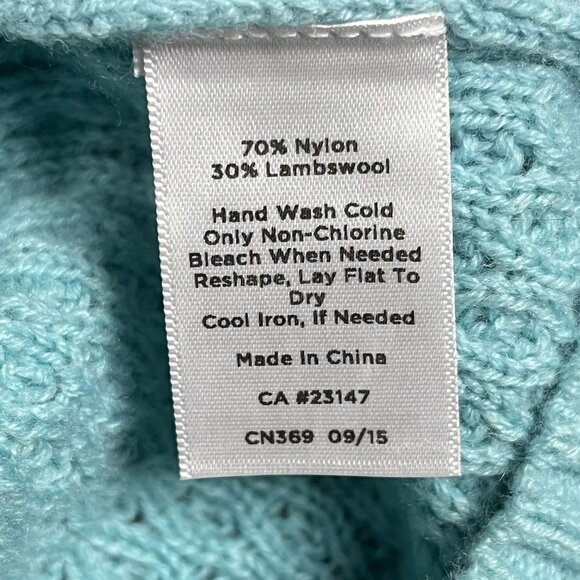 70% Nylon
30% Lambswool
Hand Wash Cold
Only Non-Chlorine
Bleach When Needed
Reshape, Lay Flat To
Dry
Cool Iron, If Needed
Made In China
CA #23147
CN369 09/15